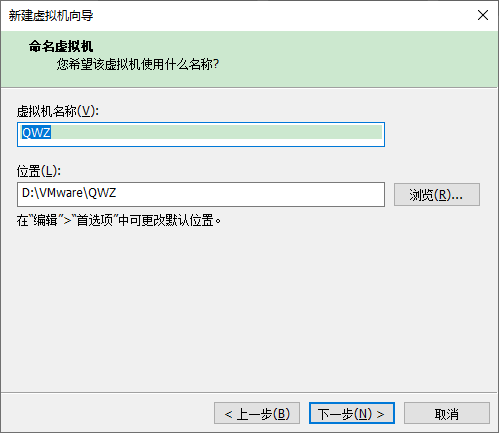 新建虚拟机向导
命名虚拟机
您希望该虚拟机使用什么名称?
虚拟机名称(V):
QWZ
位置(L):
D:\VMware\QWZ
浏览(R)...
在“编辑”>“首选项”中可更改默认位置。
< 上一步(B)
下一步(N) >
取消